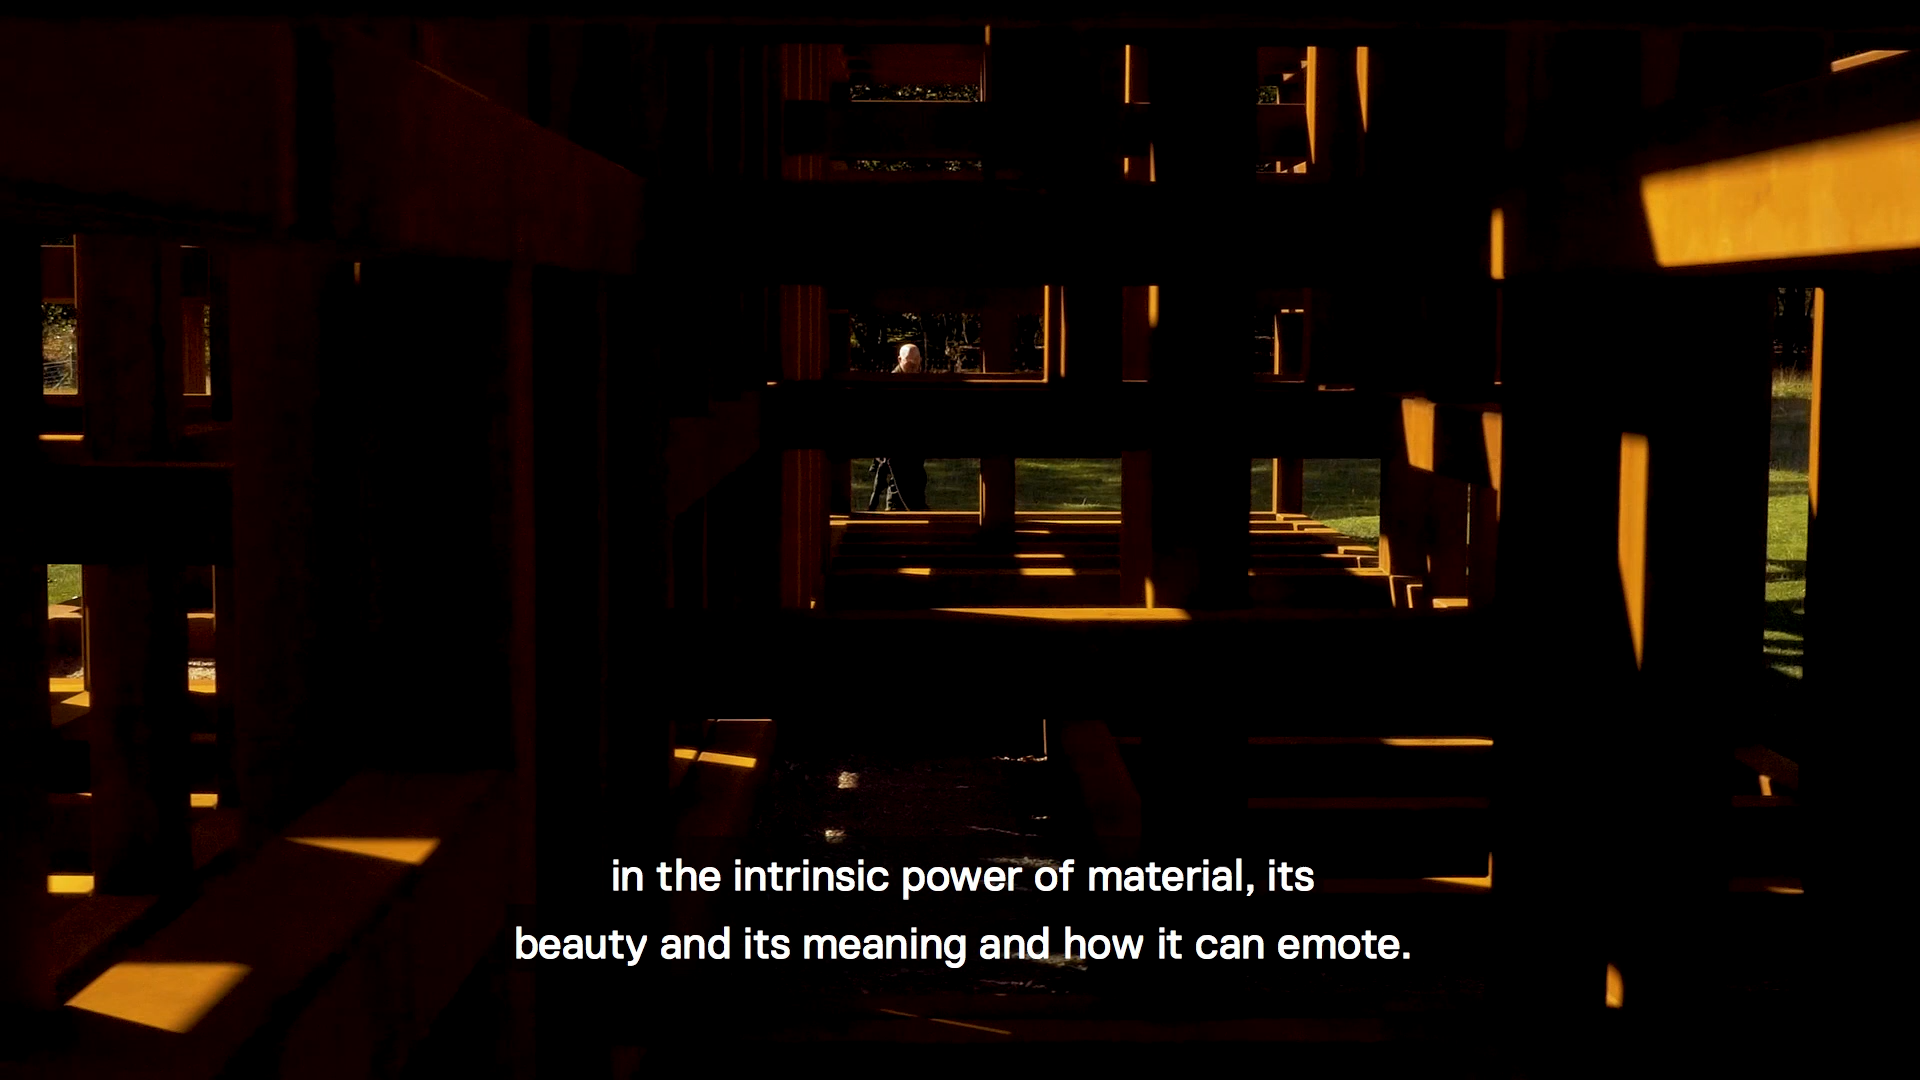 in the intrinsic power of material, its
beauty and its meaning and how it can emote.